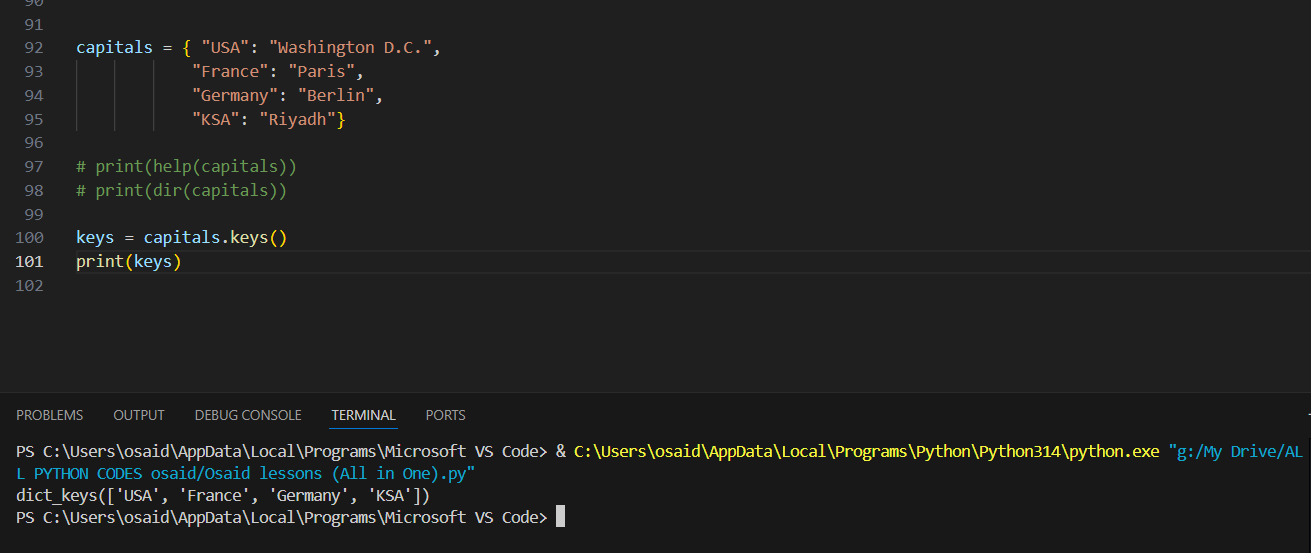 90
91
92 capitals = { "USA": "Washington D.C.",
93 "France": "Paris",
94 "Germany": "Berlin",
95 "KSA": "Riyadh"}
96
97 # print(help(capitals))
98 # print(dir(capitals))
99
100 keys = capitals.keys()
101 print(keys)
102
PROBLEMS OUTPUT DEBUG CONSOLE TERMINAL PORTS
PS C:\Users\osaid\AppData\Local\Programs\Microsoft VS Code> & C:\Users\osaid\AppData\Local\Programs\Python\Python314\python.exe "g:/My Drive/AL
L PYTHON CODES osaid/Osaid lessons (All in One).py"
dict_keys(['USA', 'France', 'Germany', 'KSA'])
PS C:\Users\osaid\AppData\Local\Programs\Microsoft VS Code>